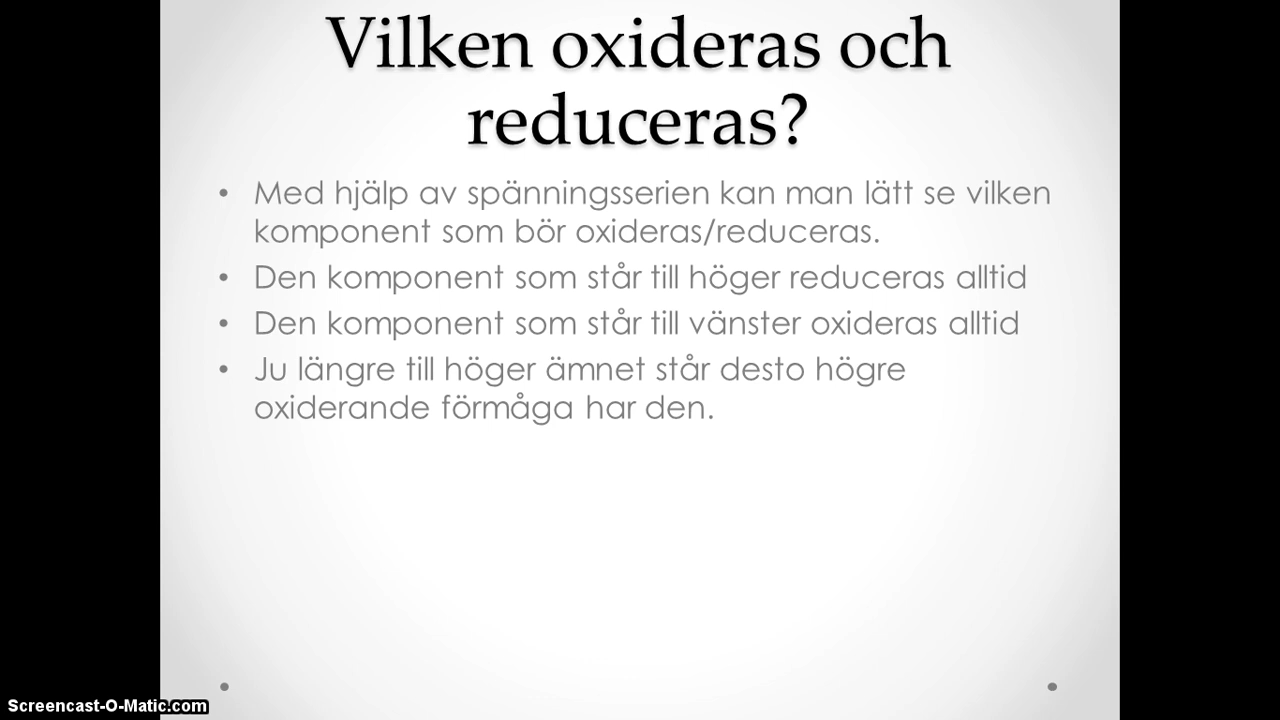 Vilken oxideras och
reduceras?
• Med hjälp av spänningsserien kan man lätt se vilken
komponent som bör oxideras/reduceras.
• Den komponent som står till höger reduceras alltid
• Den komponent som står till vänster oxideras alltid
• Ju längre till höger ämnet står desto högre
oxiderande förmåga har den.
Screencast-O-Matic.com